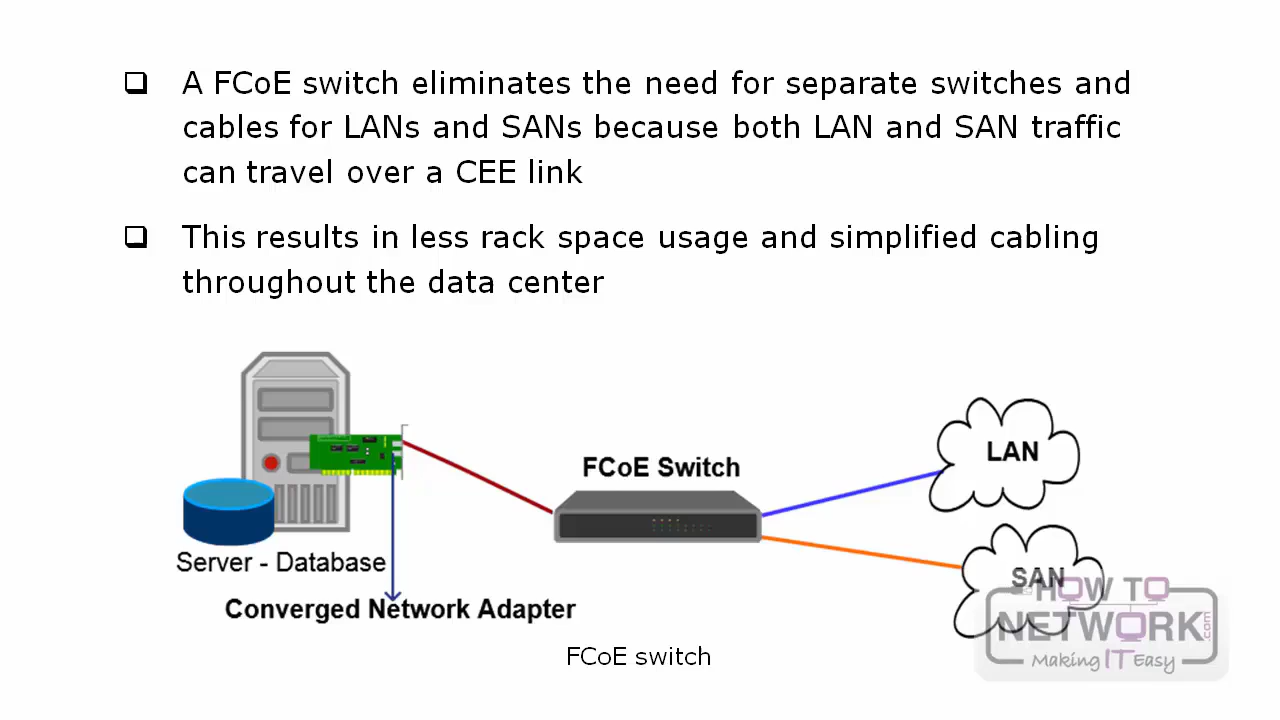 ❑ A FCoE switch eliminates the need for separate switches and
cables for LANs and SANs because both LAN and SAN traffic
can travel over a CEE link
❑ This results in less rack space usage and simplified cabling
throughout the data center
LAN
FCoE Switch
SAN
Server - Database
Converged Network Adapter
FCoE switch
HOW TO
NETWORK.com
Making IT Easy